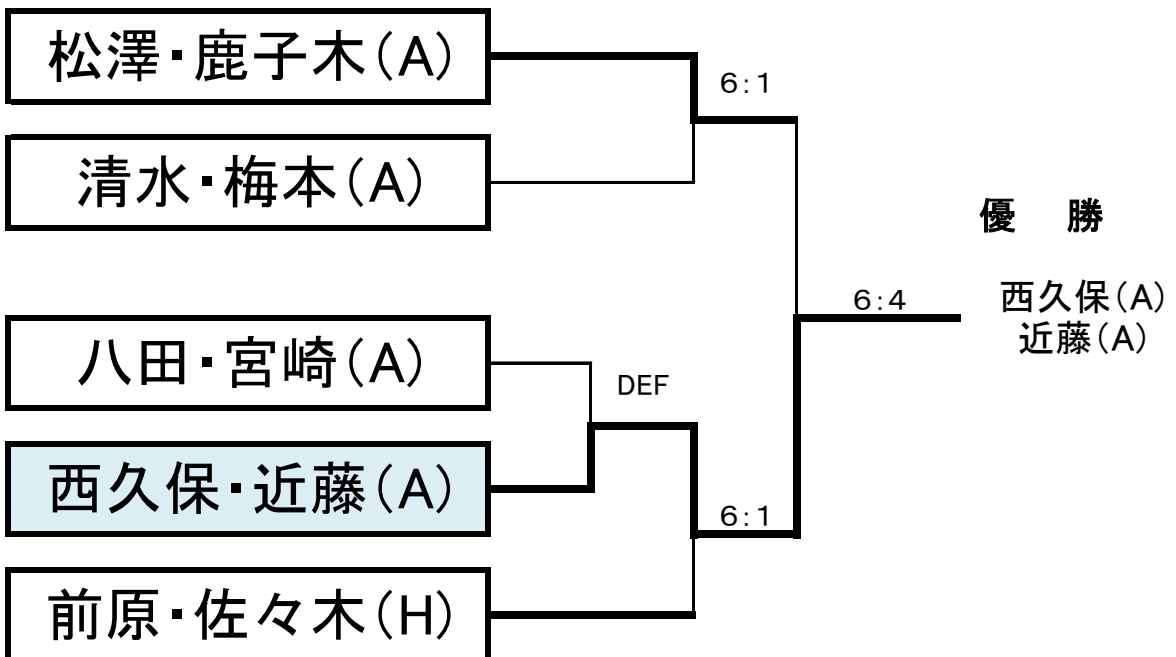 松澤・鹿子木(A)
6:1
清水・梅本(A)
優　勝
西久保(A)
近藤(A)
6:4
八田・宮崎(A)
DEF
西久保・近藤(A)
6:1
前原・佐々木(H)